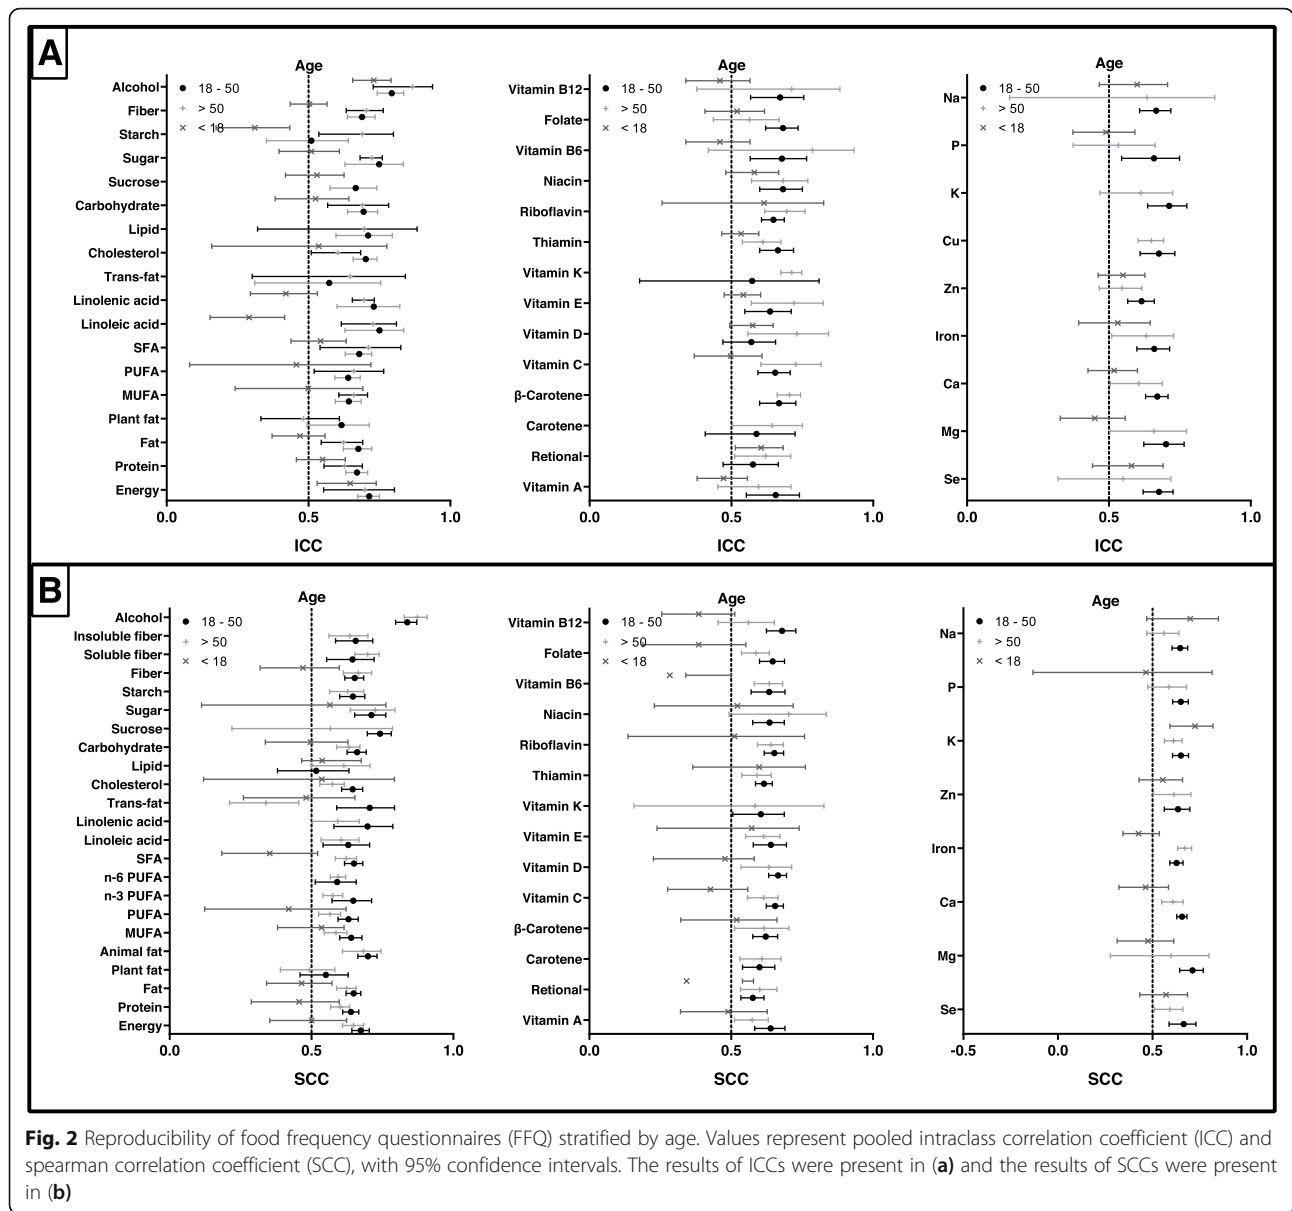 A
Age
Alcohol
Fiber
Starch
Sugar
Sucrose
Carbohydrate
Lipid
Cholesterol
Trans-fat
Linolenic acid
Linoleic acid
SFA
PUFA
MUFA
Plant fat
Fat
Protein
Energy
18 - 50
> 50
< 18
0.0 0.5 1.0
ICC
Age
Vitamin B12
Folate
Vitamin B6
Niacin
Riboflavin
Thiamin
Vitamin K
Vitamin E
Vitamin D
Vitamin C
β-Carotene
Carotene
Retional
Vitamin A
18 - 50
> 50
< 18
0.0 0.5 1.0
ICC
Age
Na
P
K
Cu
Zn
Iron
Ca
Mg
Se
18 - 50
> 50
< 18
0.0 0.5 1.0
ICC
B
Age
Alcohol
Insoluble fiber
Soluble fiber
Fiber
Starch
Sugar
Sucrose
Carbohydrate
Lipid
Cholesterol
Trans-fat
Linolenic acid
Linoleic acid
SFA
n-6 PUFA
n-3 PUFA
PUFA
MUFA
Animal fat
Plant fat
Fat
Protein
Energy
18 - 50
> 50
< 18
0.0 0.5 1.0
SCC
Age
Vitamin B12
Folate
Vitamin B6
Niacin
Riboflavin
Thiamin
Vitamin K
Vitamin E
Vitamin D
Vitamin C
β-Carotene
Carotene
Retional
Vitamin A
18 - 50
> 50
< 18
0.0 0.5 1.0
SCC
Age
Na
P
K
Zn
Iron
Ca
Mg
Se
18 - 50
> 50
< 18
-0.5 0.0 0.5 1.0
SCC
Fig. 2 Reproducibility of food frequency questionnaires (FFQ) stratified by age. Values represent pooled intraclass correlation coefficient (ICC) and
spearman correlation coefficient (SCC), with 95% confidence intervals. The results of ICCs were present in (a) and the results of SCCs were present
in (b)